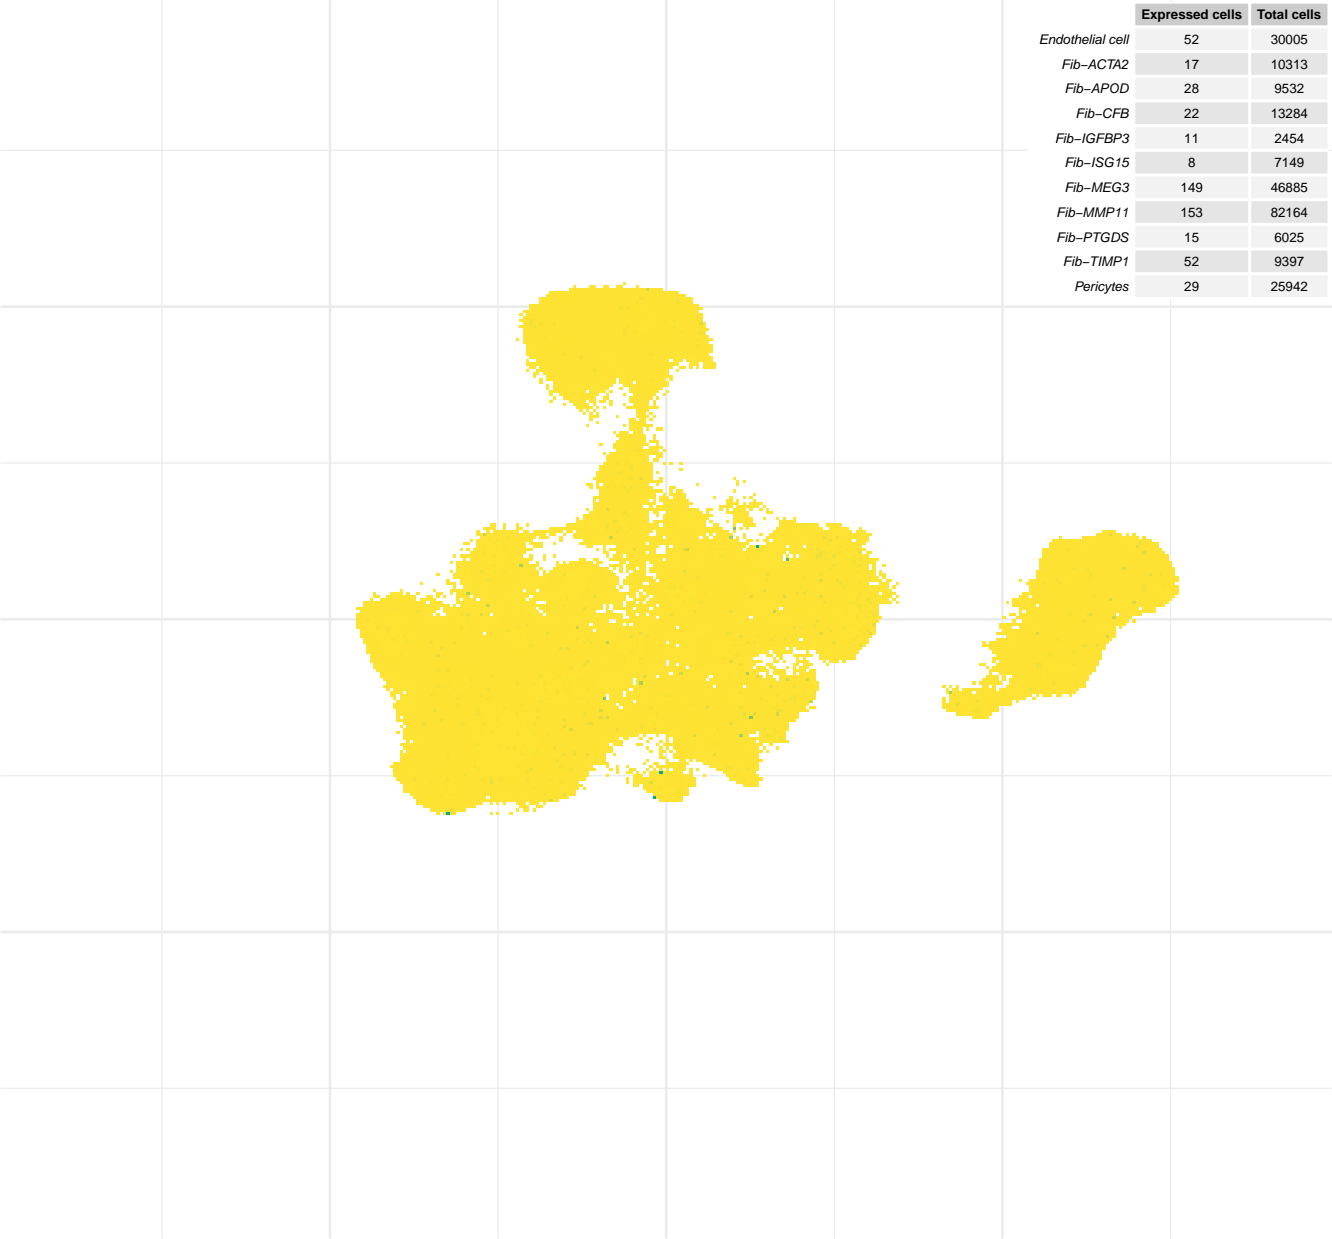 Expressed cells Total cells
Endothelial cell 52 30005
Fib−ACTA2 17 10313
Fib−APOD 28 9532
Fib−CFB 22 13284
Fib−IGFBP3 11 2454
Fib−ISG15 8 7149
Fib−MEG3 149 46885
Fib−MMP11 153 82164
Fib−PTGDS 15 6025
Fib−TIMP1 52 9397
Pericytes 29 25942